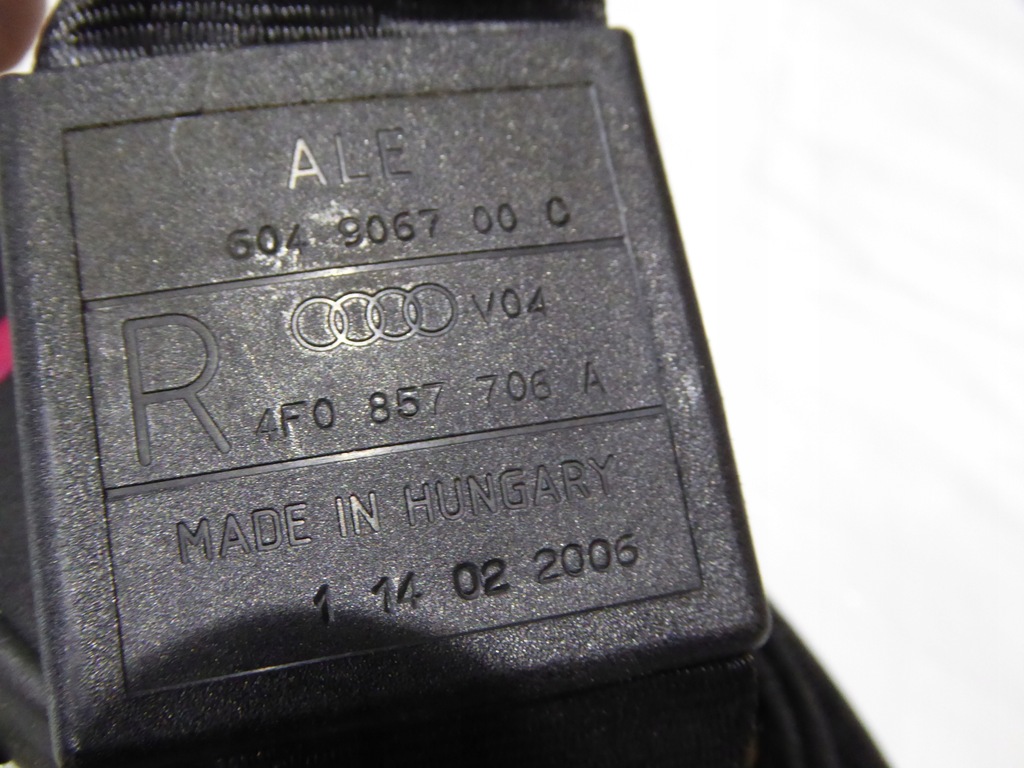 ALE
604 9067 00 C
V04
R
4F0 857 706 A
MADE IN HUNGARY
1 14 02 2006